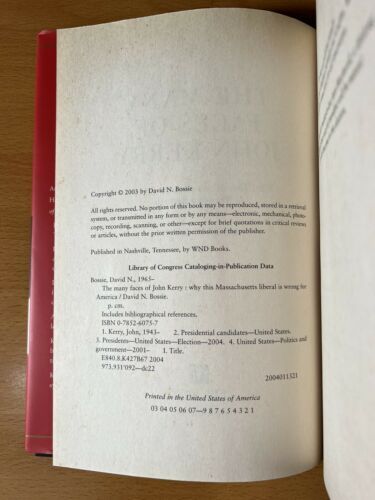 Copyright © 2003 by David N. Bossie
All rights reserved. No portion of this book may be reproduced, stored in a retrieval
system, or transmitted in any form or by any means—electronic, mechanical, photo-
copy, recording, scanning, or other—except for brief quotations in critical reviews
or articles, without the prior written permission of the publisher.
Published in Nashville, Tennessee, by WND Books.
Library of Congress Cataloging-in-Publication Data
Bossie, David N., 1965–
The many faces of John Kerry : why this Massachusetts liberal is wrong for
America / David N. Bossie.
p. cm.
Includes bibliographical references.
ISBN 0-7852-6075-7
1. Kerry, John, 1943– 2. Presidential candidates—United States.
3. Presidents—United States—Election—2004. 4. United States—Politics and
government—2001– 1. Title.
E840.8.K427B67 2004
973.931'092—dc22
2004011321
Printed in the United States of America
03 04 05 06 07—9 8 7 6 5 4 3 2 1